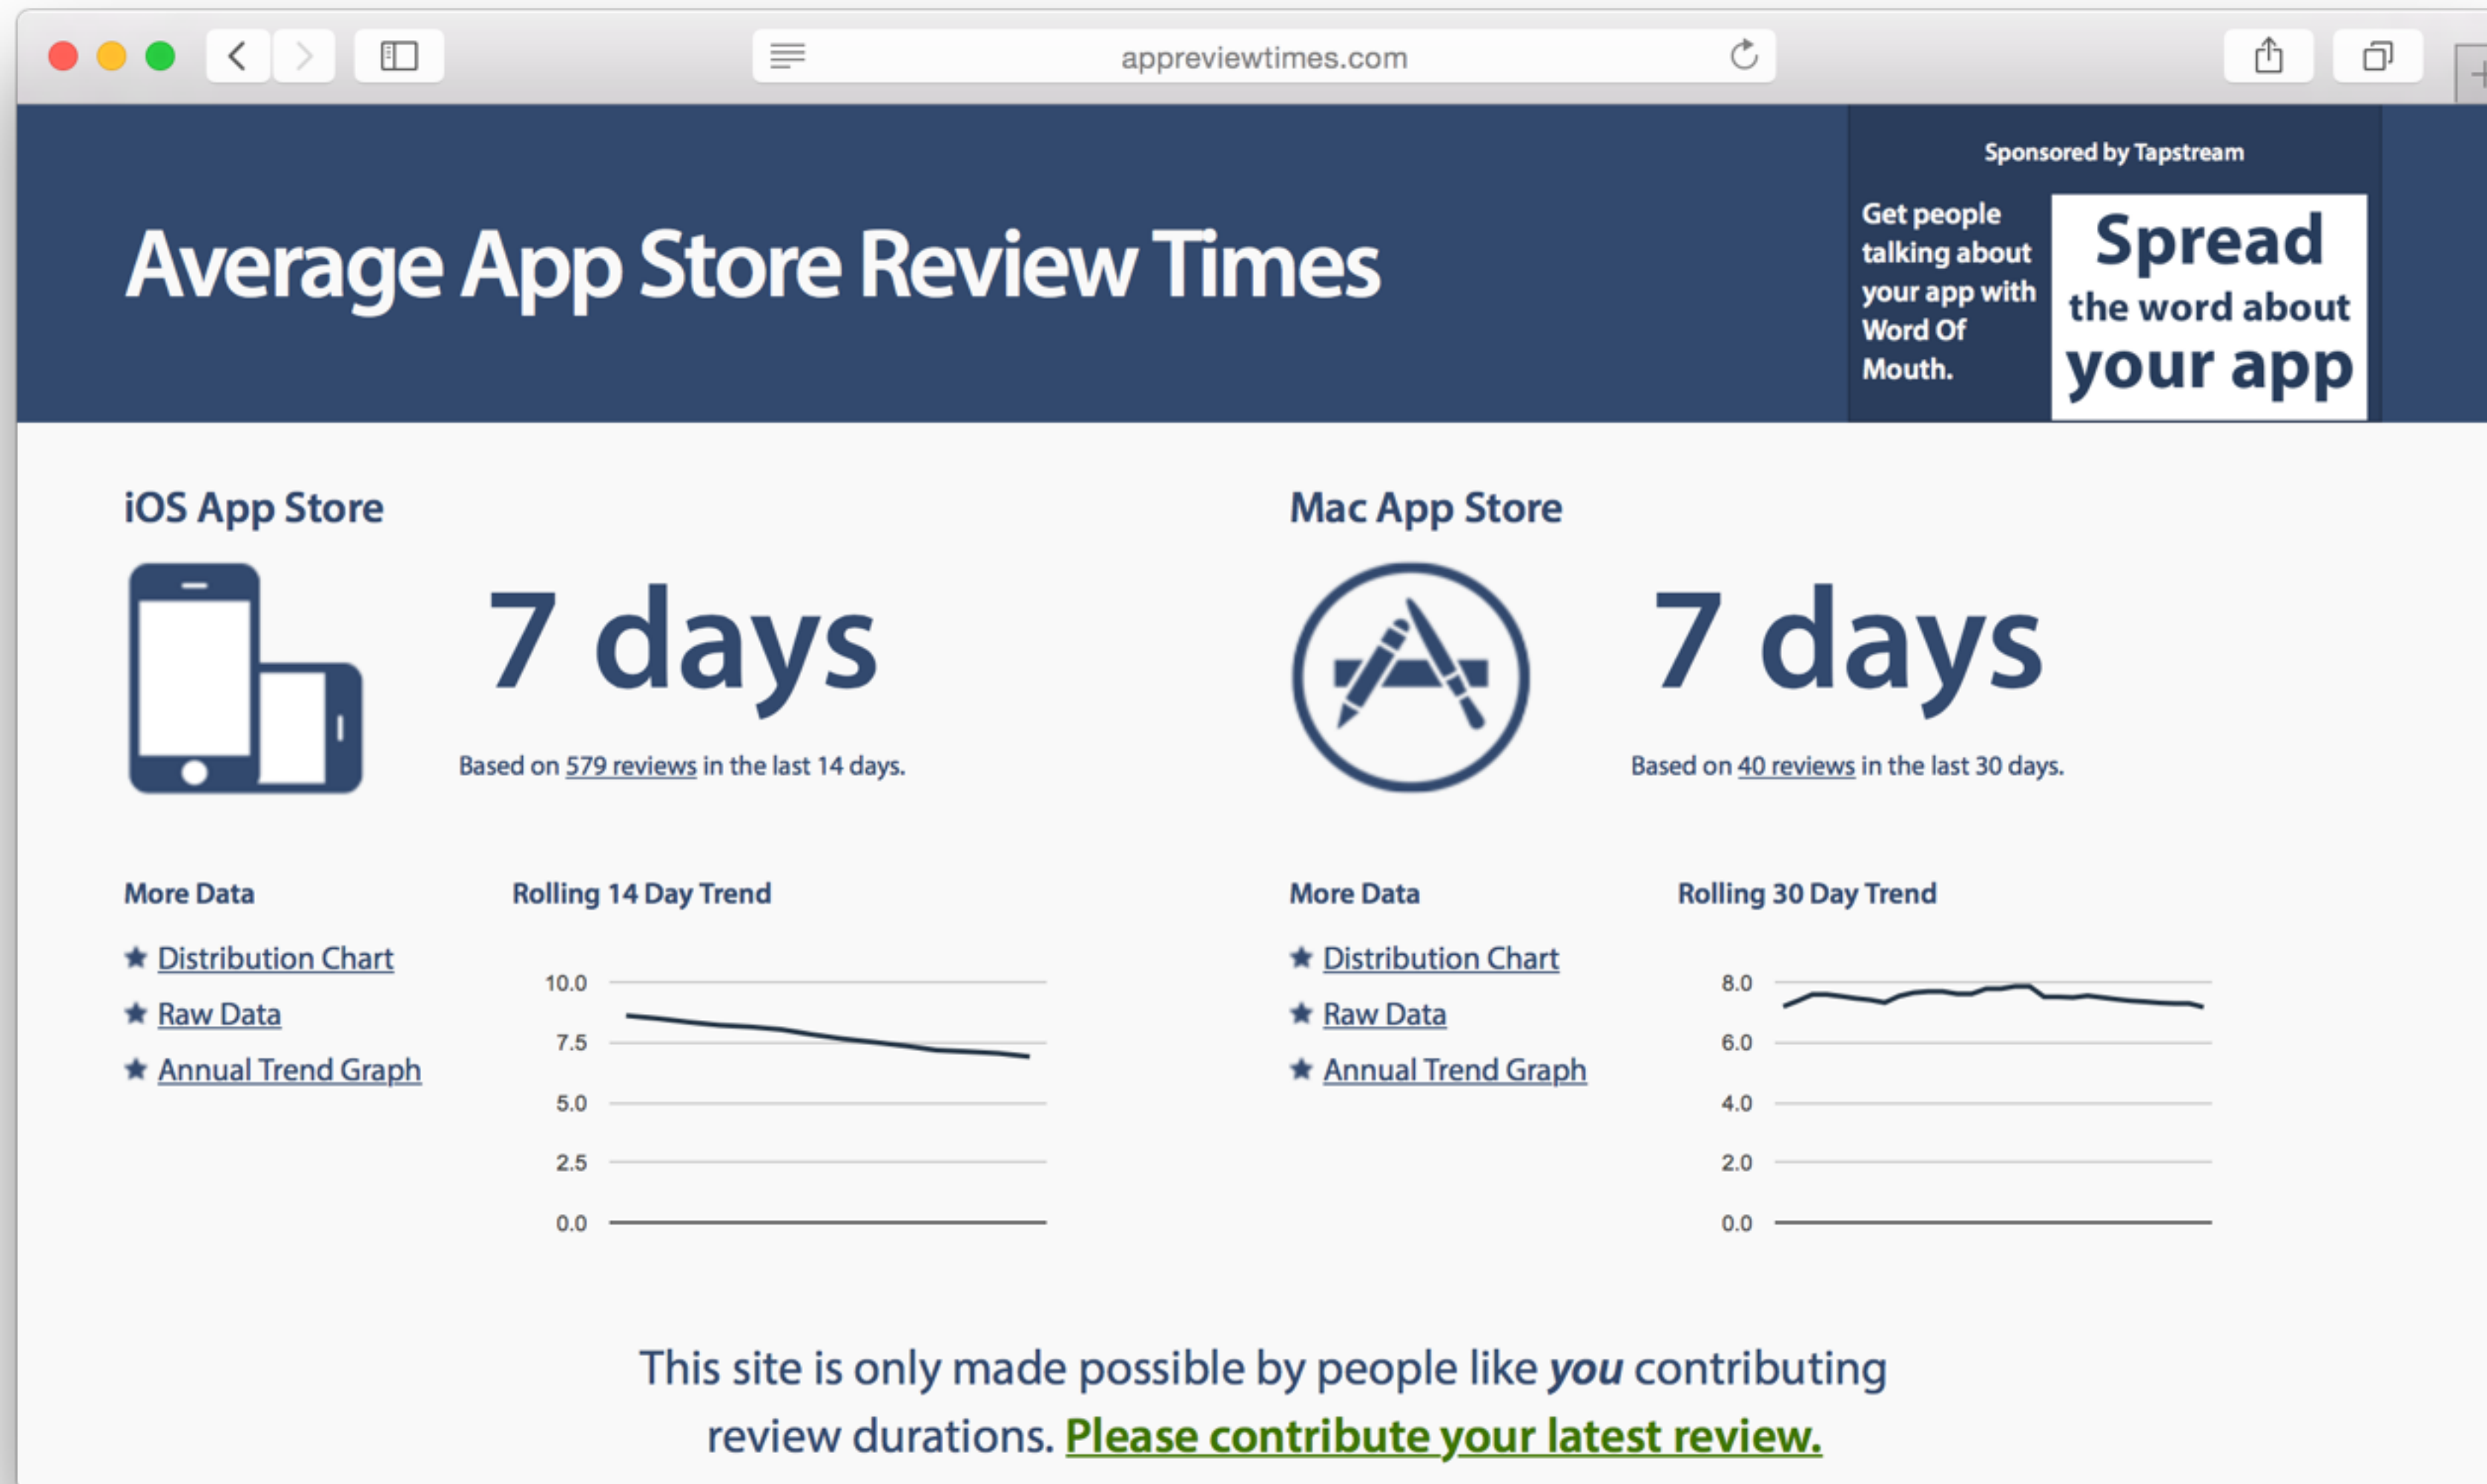 appreviewtimes.com
Average App Store Review Times
Sponsored by Tapstream
Get people
talking about
your app with
Word Of
Mouth.
Spread
the word about
your app
iOS App Store
7 days
Based on 579 reviews in the last 14 days.
More Data
Distribution Chart
Raw Data
Annual Trend Graph
Rolling 14 Day Trend
10.0
7.5
5.0
2.5
0.0
Mac App Store
7 days
Based on 40 reviews in the last 30 days.
More Data
Distribution Chart
Raw Data
Annual Trend Graph
Rolling 30 Day Trend
8.0
6.0
4.0
2.0
0.0
This site is only made possible by people like you contributing
review durations. Please contribute your latest review.